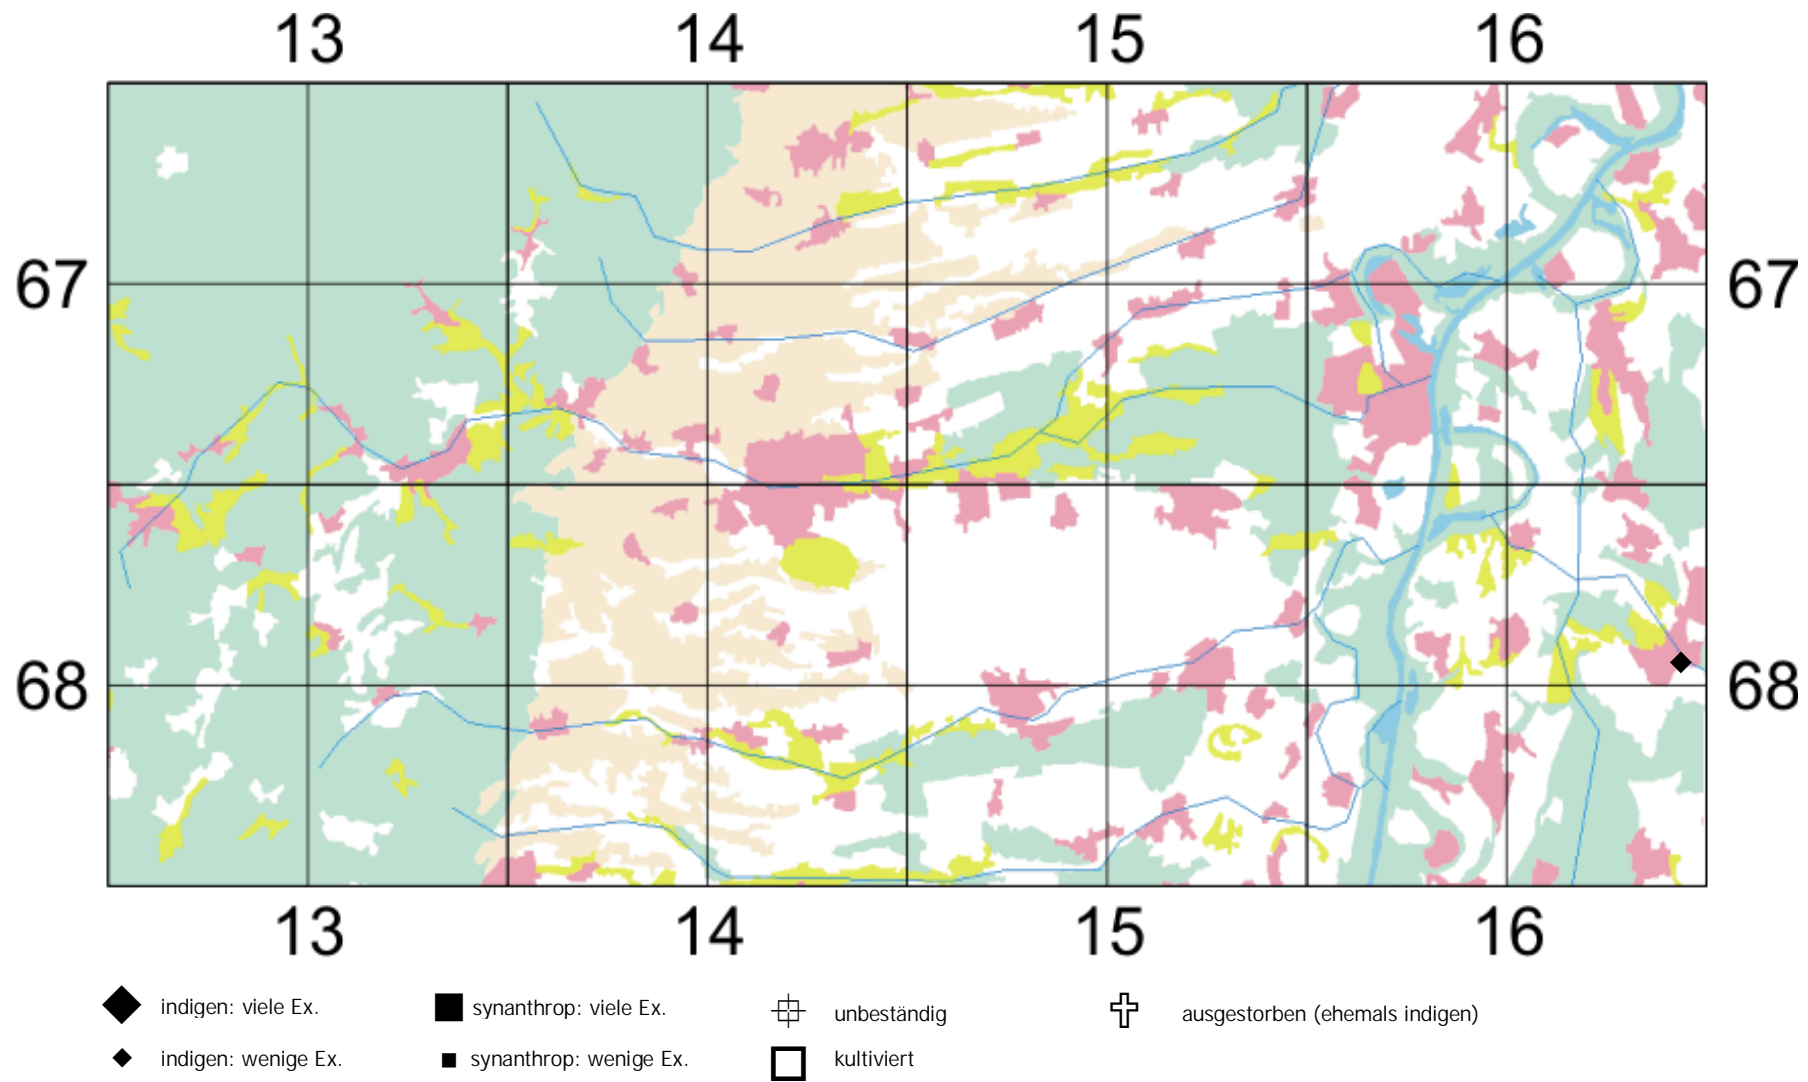 13 14 15 16
67 67
68 68
13 14 15 16
indigen: viele Ex. synanthrop: viele Ex. unbeständig ausgestorben (ehemals indigen)
indigen: wenige Ex. synanthrop: wenige Ex. kultiviert